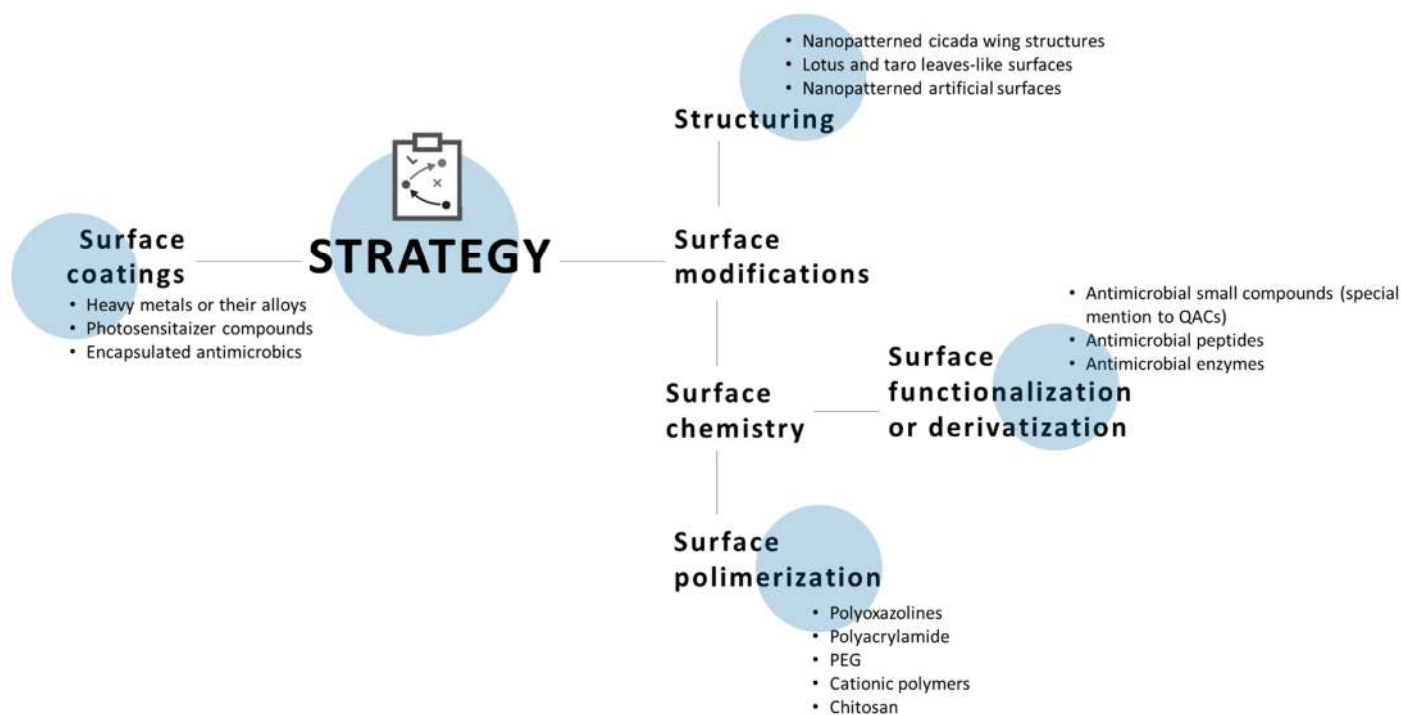 • Nanopatterned cicada wing structures
• Lotus and taro leaves-like surfaces
• Nanopatterned artificial surfaces
Structuring
STRATEGY
Surface
coatings
• Heavy metals or their alloys
• Photosensitaizer compounds
• Encapsulated antimicrobics
Surface
modifications
• Antimicrobial small compounds (special
mention to QACs)
• Antimicrobial peptides
• Antimicrobial enzymes
Surface
functionalization
or derivatization
Surface
chemistry
Surface
polimerization
• Polyoxazolines
• Polyacrylamide
• PEG
• Cationic polymers
• Chitosan